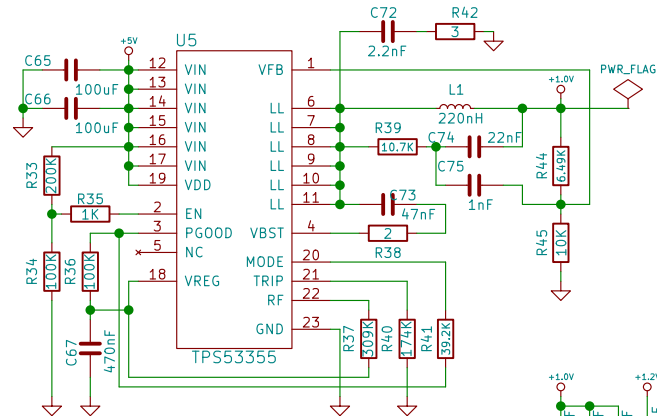 C72
R42
2.2nF
3
+5V
U5
C65
100uF
C66
100uF
12
VIN
13
VIN
14
VIN
15
VIN
16
VIN
17
VIN
19
VDD
2
EN
3
PGOOD
5
NC
18
VREG
VFB
1
LL
6
LL
7
LL
8
LL
9
LL
10
LL
11
VBST
4
MODE
20
TRIP
21
RF
22
GND
23
TPS53355
L1
220nH
+1.0V
PWR_FLAG
R39
10.7K
C74
22nF
C75
1nF
R44
6.49K
C73
47nF
2
R38
R45
10K
R33
200K
R35
1K
R34
100K
R36
100K
C67
470nF
R37
309K
R40
174K
R41
39.2K
+1.0V
+1.2V